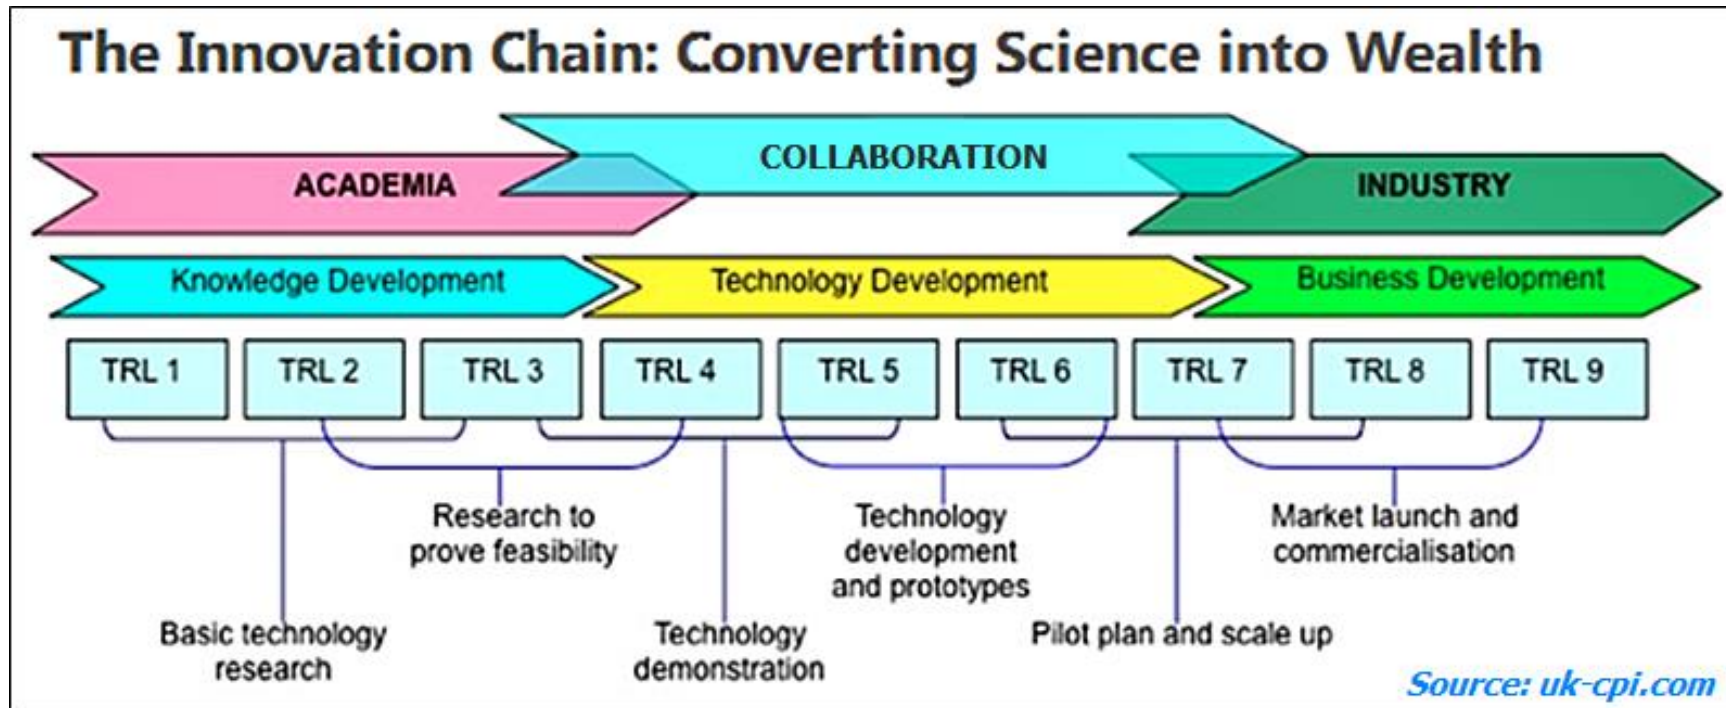 The Innovation Chain: Converting Science into Wealth
COLLABORATION
ACADEMIA
INDUSTRY
Knowledge Development
Technology Development
Business Development
TRL 1
TRL 2
TRL 3
TRL 4
TRL 5
TRL 6
TRL 7
TRL 8
TRL 9
Research to
prove feasibility
Technology
development
and prototypes
Market launch and
commercialisation
Basic technology
research
Technology
demonstration
Pilot plan and scale up
Source: uk-cpi.com